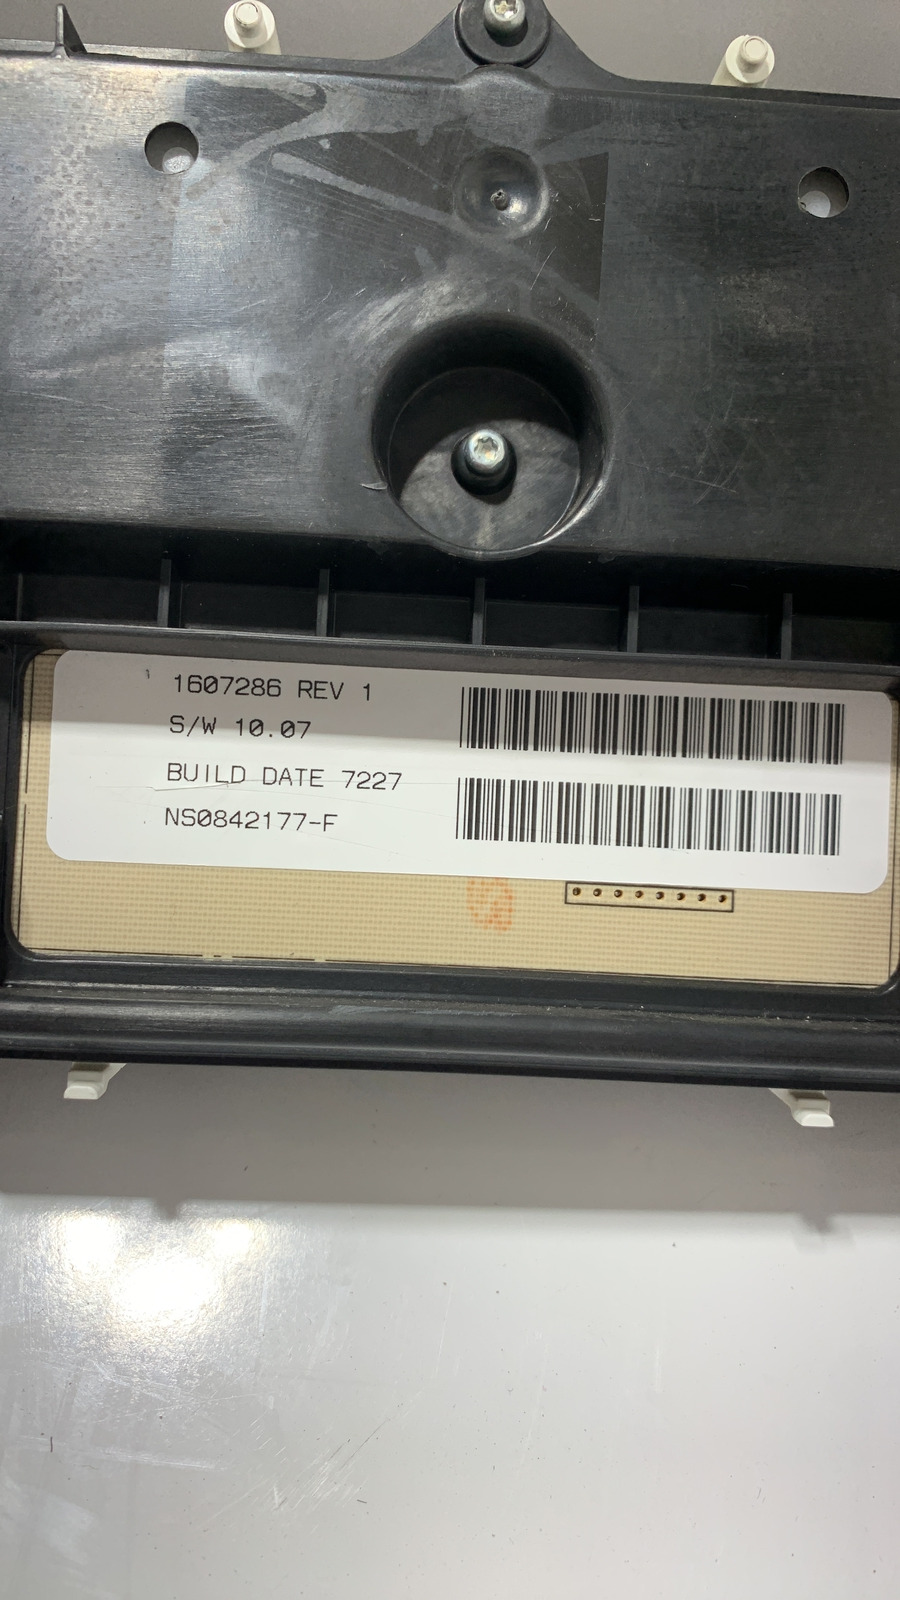 1607286 REV 1
S/W 10.07
BUILD DATE 7227
NS0842177-F